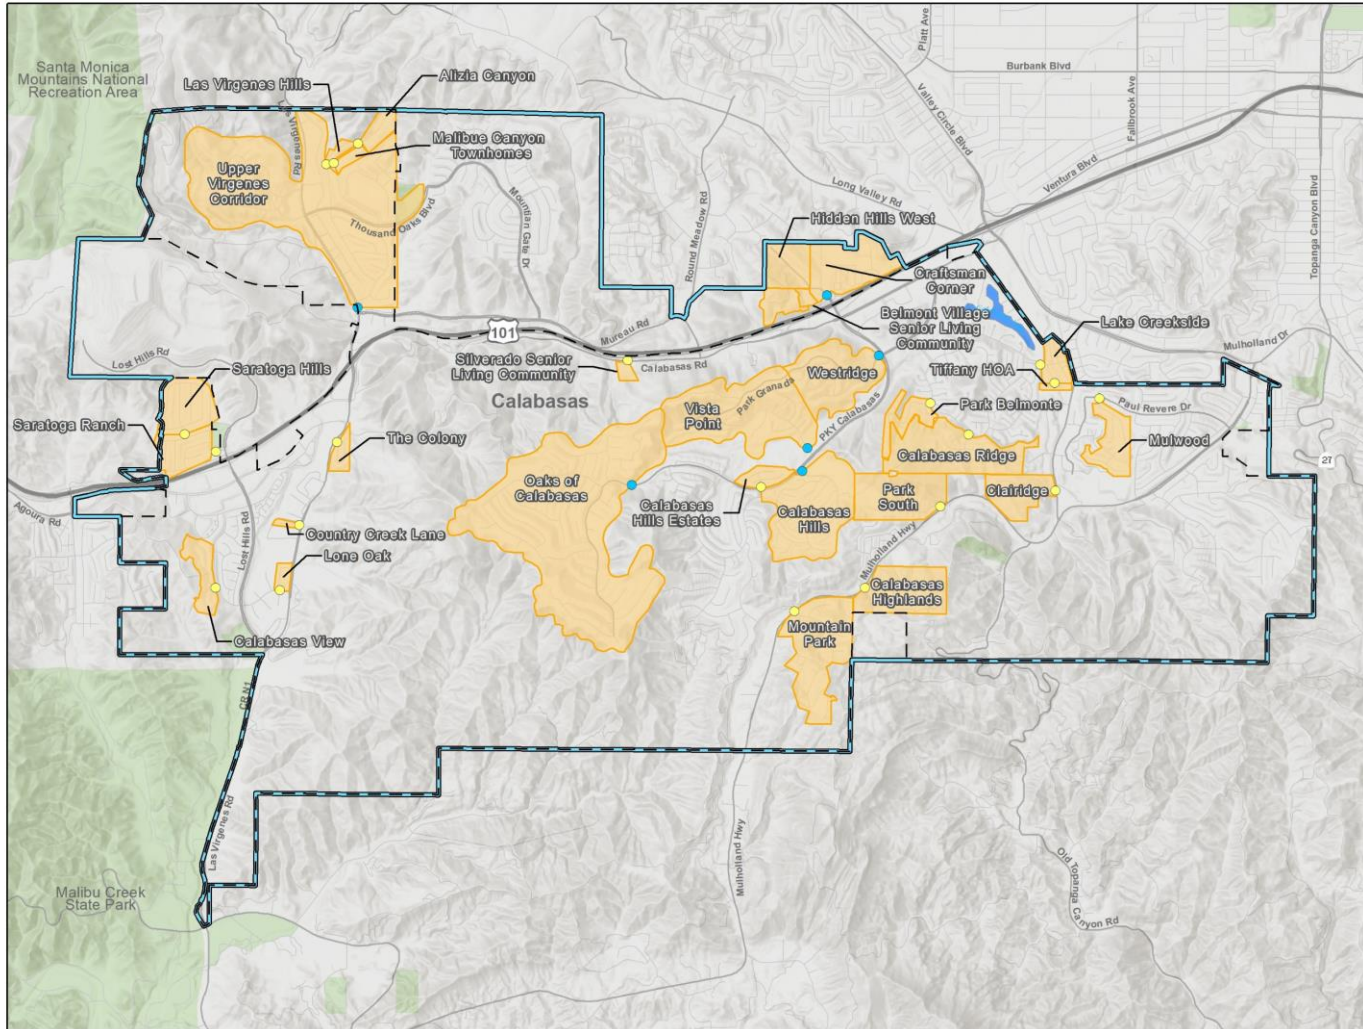 Santa Monica
Mountains National
Recreation Area
Las Virgenes Hills
Alizia Canyon
Las Virgenes Rd
Malibue Canyon
Townhomes
Upper
Virgenes
Corridor
Thousand Oaks Blvd
Mountian Gate Dr
Platt Ave
Burbank Blvd
Valley Circle Blvd
Fallbrook Ave
Ventura Blvd
Topanga Canyon Blvd
Long Valley Rd
Round Meadow Rd
Hidden Hills West
Craftsman
Corner
Belmont Village
Senior Living
Community
Lake Creekside
Mulholland Dr
101
Mureau Rd
Calabasas Rd
Silverado Senior
Living Community
Calabasas
Lost Hills Rd
Saratoga Hills
Saratoga Ranch
The Colony
Westridge
Park Granada
Vista
Point
PKY Calabasas
Tiffany HOA
Park Belmonte
Paul Revere Dr
Mulwood
Calabasas Ridge
27
Oaks of
Calabasas
Calabasas
Hills Estates
Calabasas
Hills
Park
South
Clairidge
Agoura Rd
Lost Hills Rd
Country Creek Lane
Lone Oak
Calabasas View
Mulholland Hwy
Calabasas
Highlands
Mountain
Park
CR N1
Las Virgenes Rd
Malibu Creek
State Park
Mulholland Hwy
Old Topanga Canyon Rd